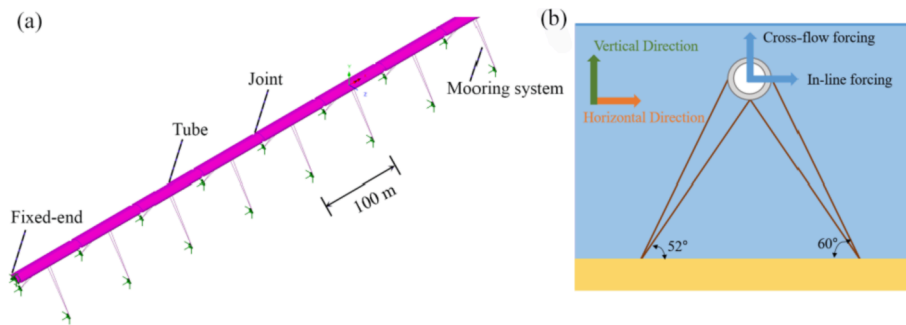 (a)
Joint
Tube
Fixed-end
Mooring system
100 m
(b)
Cross-flow forcing
Vertical Direction
In-line forcing
Horizontal Direction
52°
60°